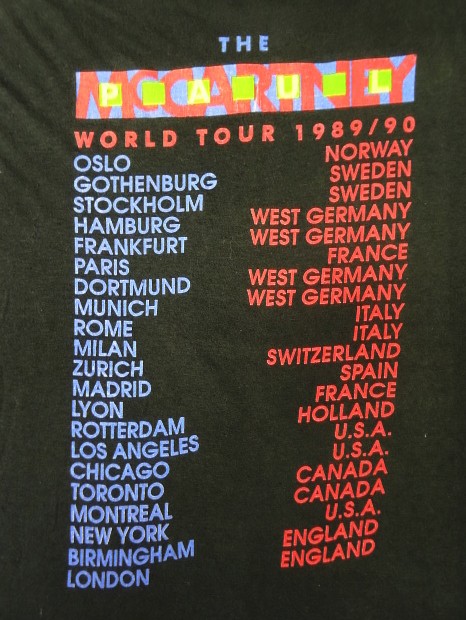 THE
PAUL
McCARTNEY
WORLD TOUR 1989/90
OSLO NORWAY
GOTHENBURG SWEDEN
STOCKHOLM SWEDEN
HAMBURG WEST GERMANY
FRANKFURT WEST GERMANY
PARIS FRANCE
DORTMUND WEST GERMANY
MUNICH WEST GERMANY
ROME ITALY
MILAN ITALY
ZURICH SWITZERLAND
MADRID SPAIN
LYON FRANCE
ROTTERDAM HOLLAND
LOS ANGELES U.S.A.
CHICAGO U.S.A.
TORONTO CANADA
MONTREAL CANADA
NEW YORK U.S.A.
BIRMINGHAM ENGLAND
LONDON ENGLAND